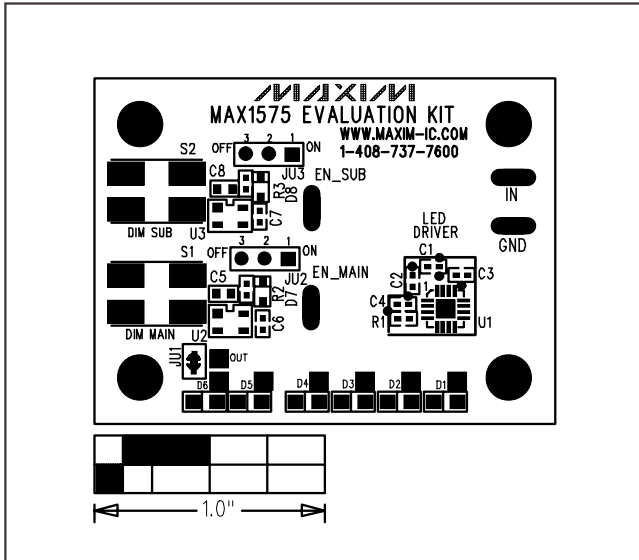 MAXIM
MAX1575 EVALUATION KIT
WWW.MAXIM-IC.COM
1-408-737-7600
S2
OFF 3 2 1 ON
JU3
C8
R3
D8
EN_SUB
C7
U3
DIM SUB
IN
GND
S1
OFF 3 2 1 ON
JU2
C5
R2
D7
EN_MAIN
C6
U2
DIM MAIN
LED
DRIVER
C1
C2
C3
1
C4
R1
U1
JU1
OUT
D6 D5 D4 D3 D2 D1
1.0"